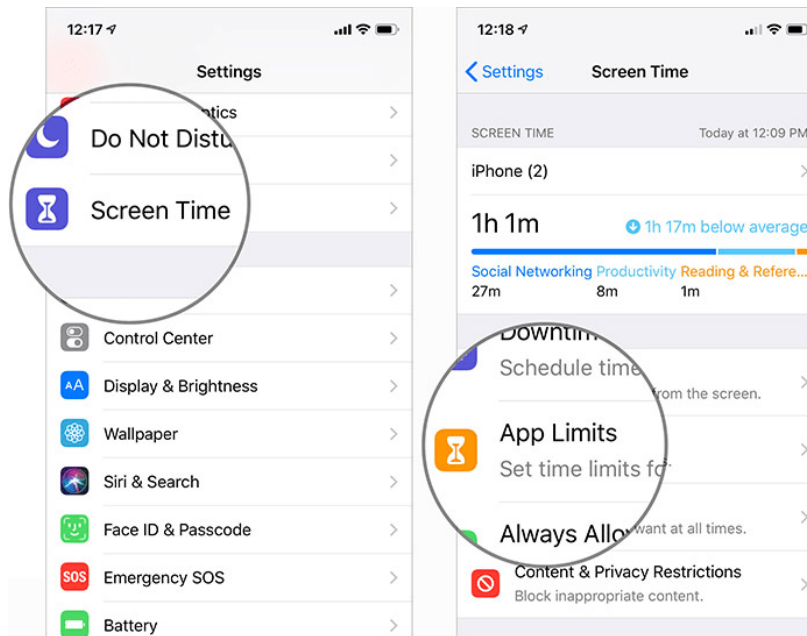 12:17
Settings
Do Not Distu
Screen Time
Control Center
AA Display & Brightness
Wallpaper
Siri & Search
Face ID & Passcode
SOS Emergency SOS
Battery
12:18
Settings Screen Time
SCREEN TIME Today at 12:09 PM
iPhone (2)
1h 1m 1h 17m below average
Social Networking Productivity Reading & Refere...
27m 8m 1m
Downtim
Schedule time
from the screen.
App Limits
Set time limits fo
Always Allo
want at all times.
Content & Privacy Restrictions
Block inappropriate content.